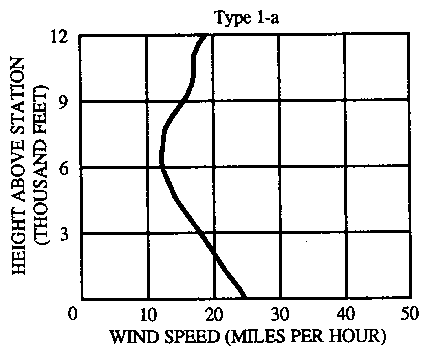 Type 1-a
HEIGHT ABOVE STATION
(THOUSAND FEET)
12
9
6
3
0 10 20 30 40 50
WIND SPEED (MILES PER HOUR)